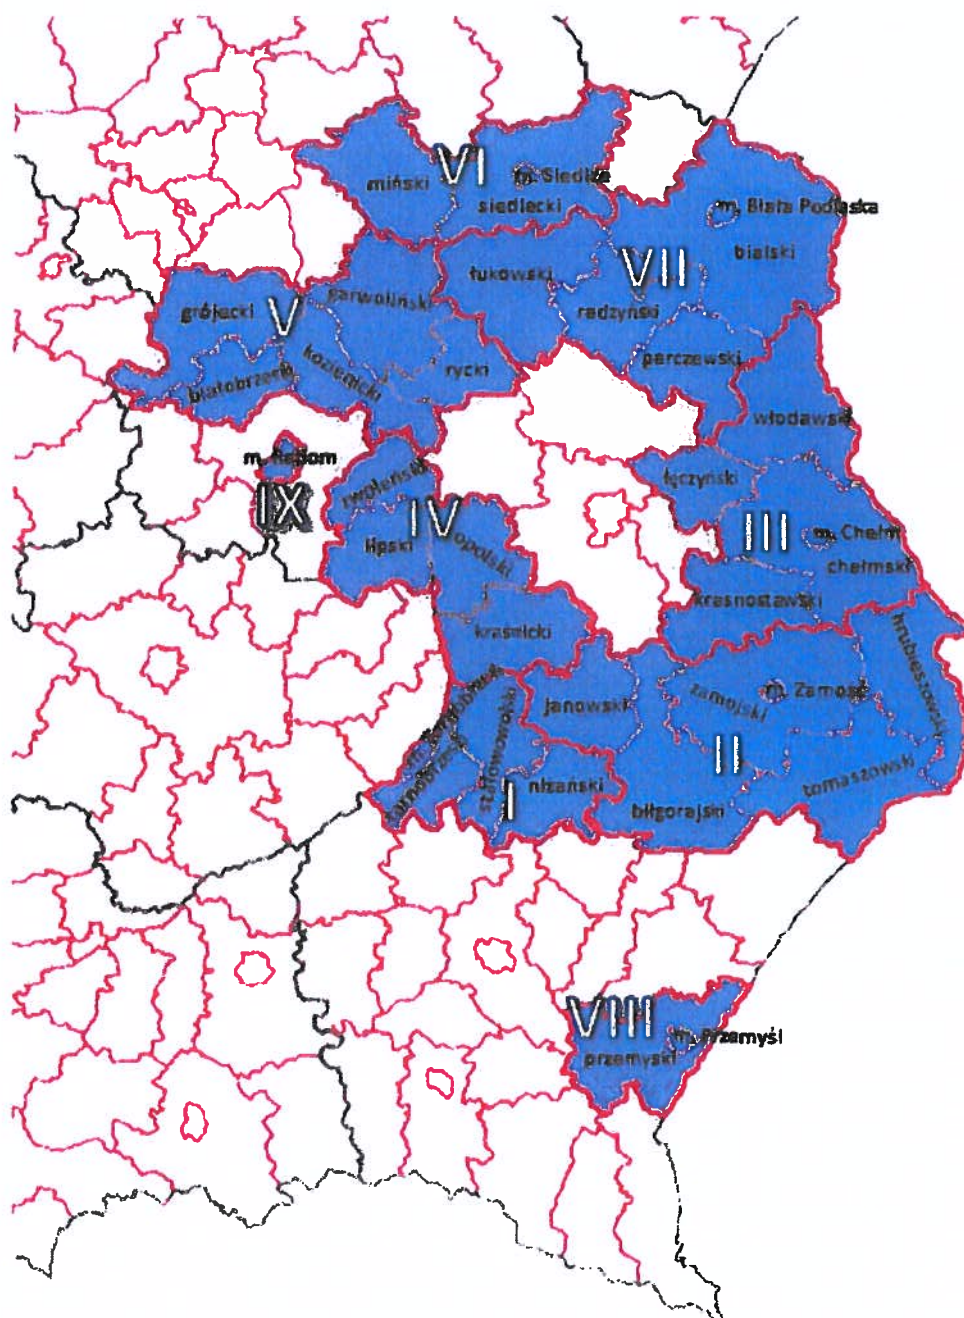 VI
m. Siedlce
miński
siedlecki
m. Biała Podlaska
bialski
łukowski
VII
radzyński
garwoliński
grójecki
V
parczewski
białobrzeski
kozienicki
rycki
włodawski
m. Radom
zwoleński
łęczyński
IX
IV
III
m. Chełm
lipski
opolski
chełmski
krasnostawski
kraśnicki
hrubieszowski
zamojski
m. Zamość
janowski
stalowowolski
II
tomaszowski
niżański
I
biłgorajski
VIII
m. Przemyśl
przemyski